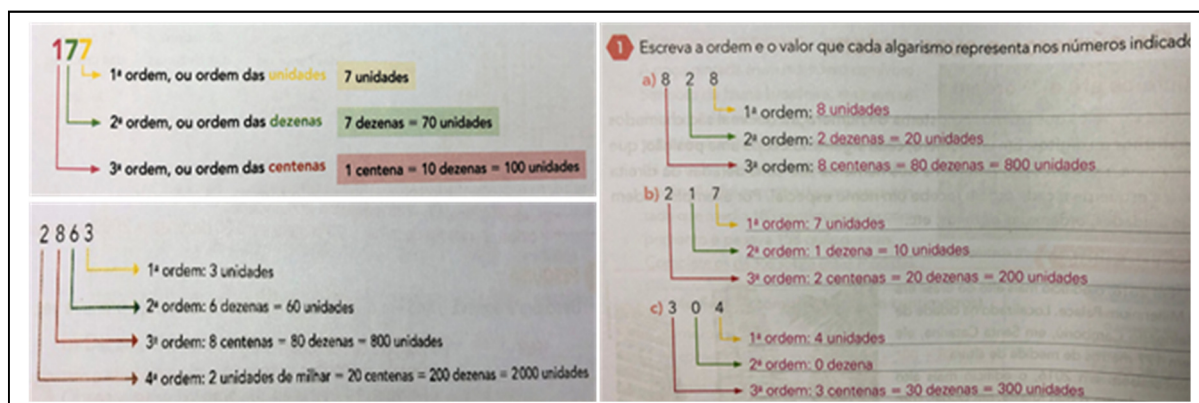 177
1ª ordem, ou ordem das unidades 7 unidades
2ª ordem, ou ordem das dezenas 7 dezenas = 70 unidades
3ª ordem, ou ordem das centenas 1 centena = 10 dezenas = 100 unidades
2863
1ª ordem: 3 unidades
2ª ordem: 6 dezenas = 60 unidades
3ª ordem: 8 centenas = 80 dezenas = 800 unidades
4ª ordem: 2 unidades de milhar = 20 centenas = 200 dezenas = 2000 unidades
1 Escreva a ordem e o valor que cada algarismo representa nos números
a) 8 2 8
1ª ordem: 8 unidades
2ª ordem: 2 dezenas = 20 unidades
3ª ordem: 8 centenas = 80 dezenas = 800 unidades
b) 2 1 7
1ª ordem: 7 unidades
2ª ordem: 1 dezena = 10 unidades
3ª ordem: 2 centenas = 20 dezenas = 200 unidades
c) 3 0 4
1ª ordem: 4 unidades
2ª ordem: 0 dezena
3ª ordem: 3 centenas = 30 dezenas = 300 unidades